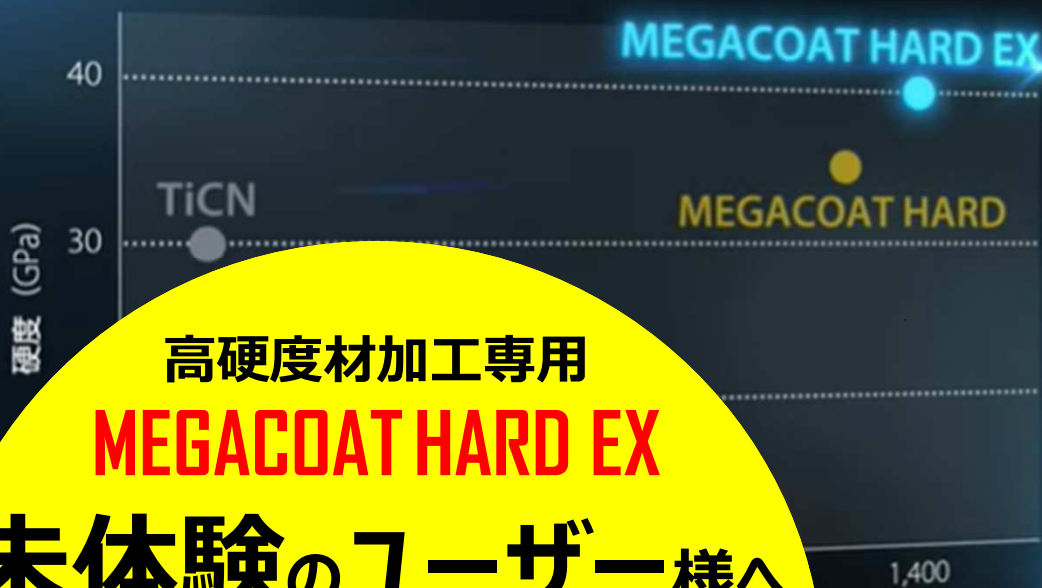 MEGACOAT HARD EX
40
TiCN
MEGACOAT HARD
30
硬度 (GPa)
高硬度材加工専用
MEGACOAT HARD EX
未体験のユーザー様へ
1,400